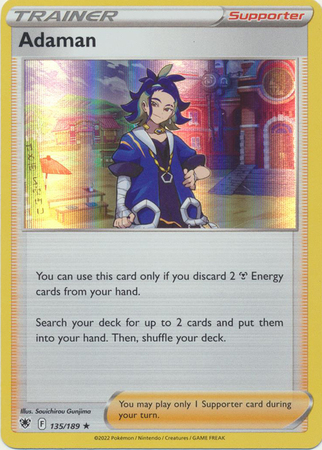 TRAINER Supporter
Adaman
You can use this card only if you discard 2 Energy
cards from your hand.
Search your deck for up to 2 cards and put them
into your hand. Then, shuffle your deck.
Illus. Souichirou Gunjima
F 135/189 ★
You may play only 1 Supporter card during
your turn.
©2022 Pokémon / Nintendo / Creatures / GAME FREAK